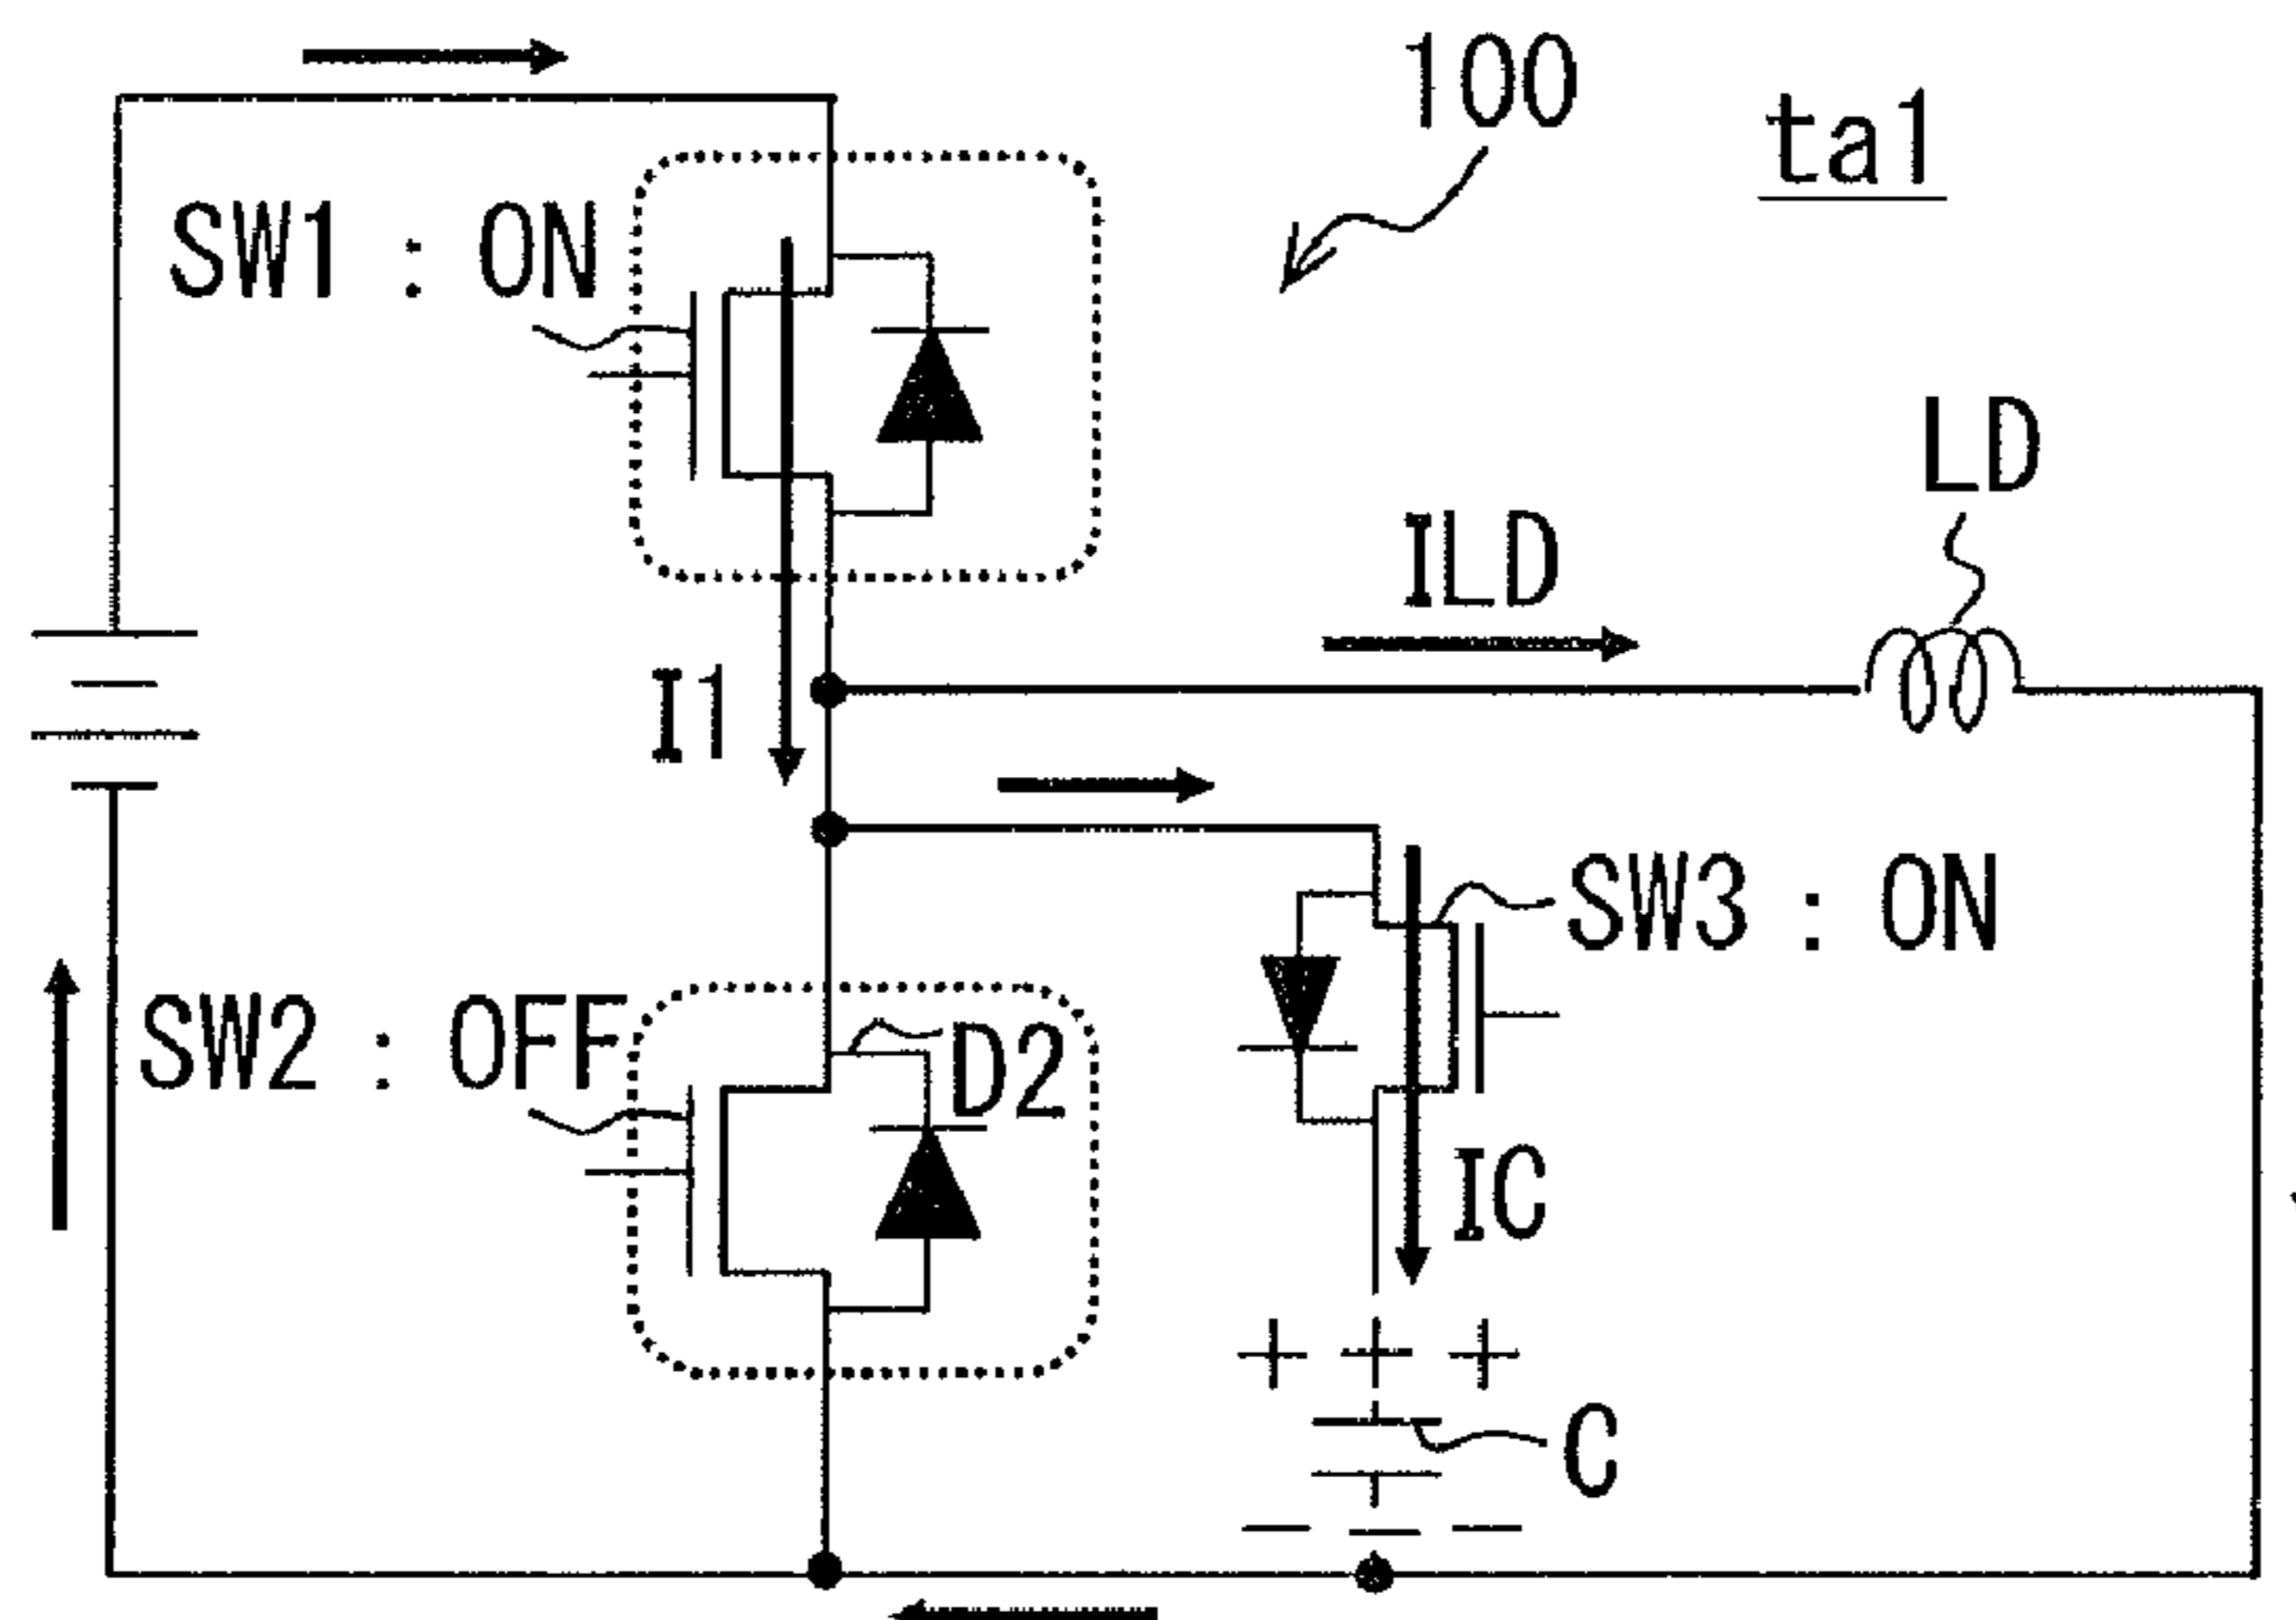 100
ta1
SW1 : ON
LD
ILD
I1
SW3 : ON
SW2 : OFF
D2
IC
+ + +
C
- - -